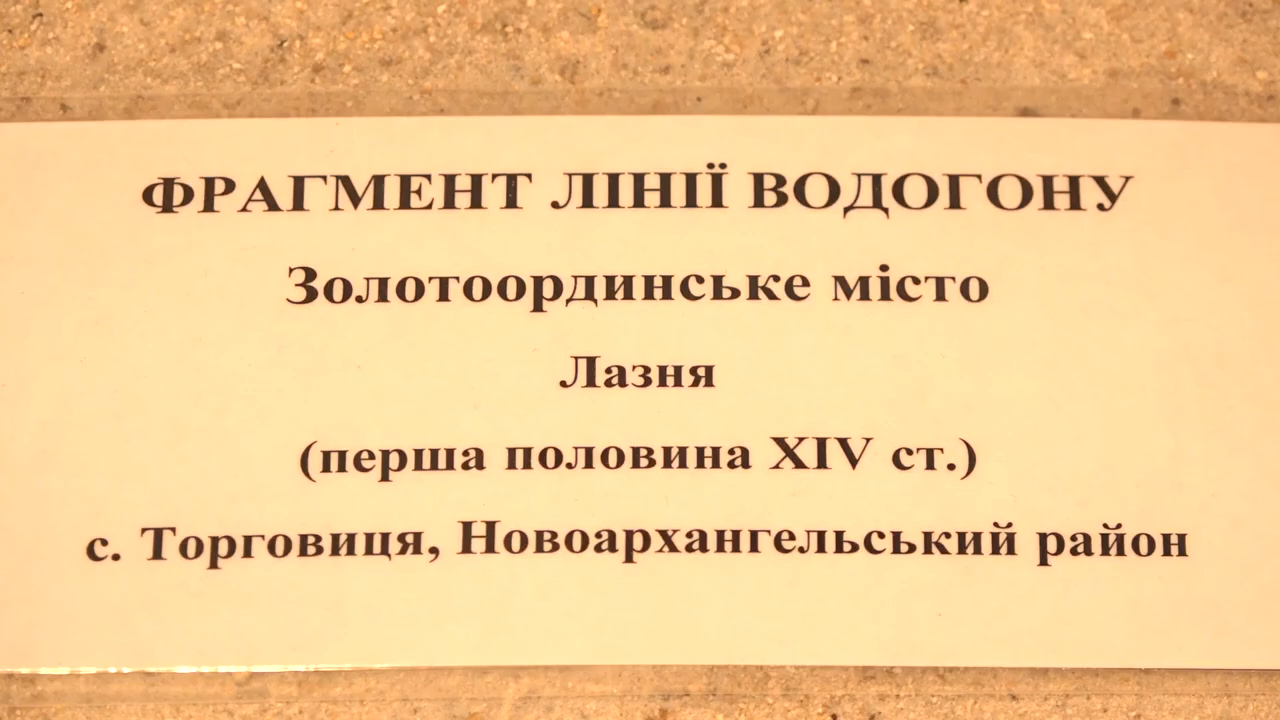 ФРАГМЕНТ ЛІНІЇ ВОДОГОНУ
Золотоординське місто
Лазня
(перша половина XIV ст.)
с. Торговиця, Новоархангельський район